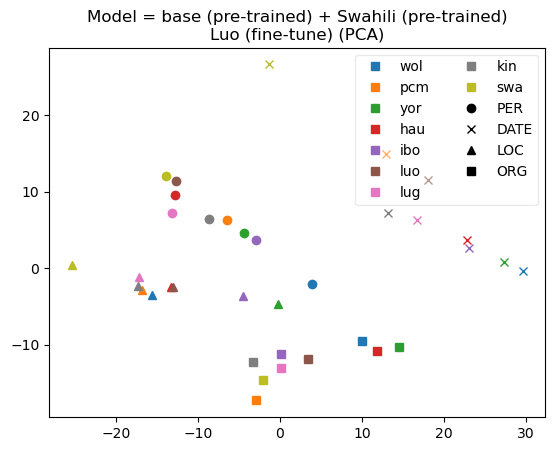 Model = base (pre-trained) + Swahili (pre-trained)
Luo (fine-tune) (PCA)
wol kin
pcm swa
yor PER
hau DATE
ibo LOC
luo ORG
lug
20
10
0
−10
−20 −10 0 10 20 30